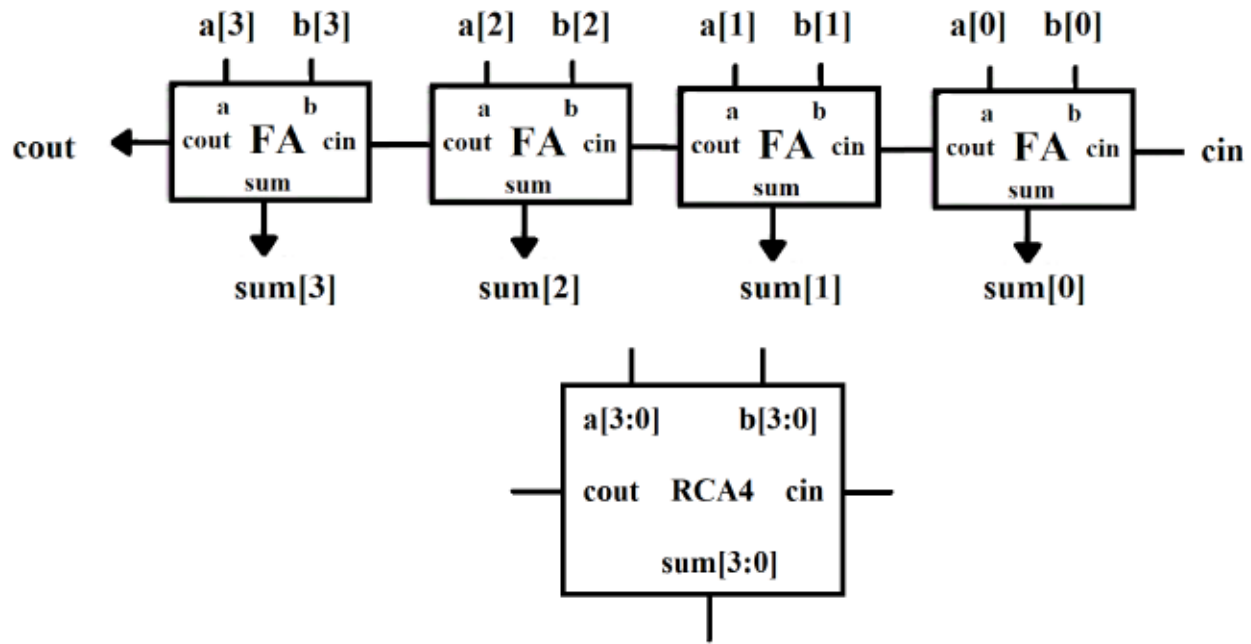 a[3] b[3] a[2] b[2] a[1] b[1] a[0] b[0]
a b a b a b a b
cout cout FA cin cout FA cin cout FA cin cout FA cin cin
sum sum sum sum
sum[3] sum[2] sum[1] sum[0]
a[3:0] b[3:0]
cout RCA4 cin
sum[3:0]